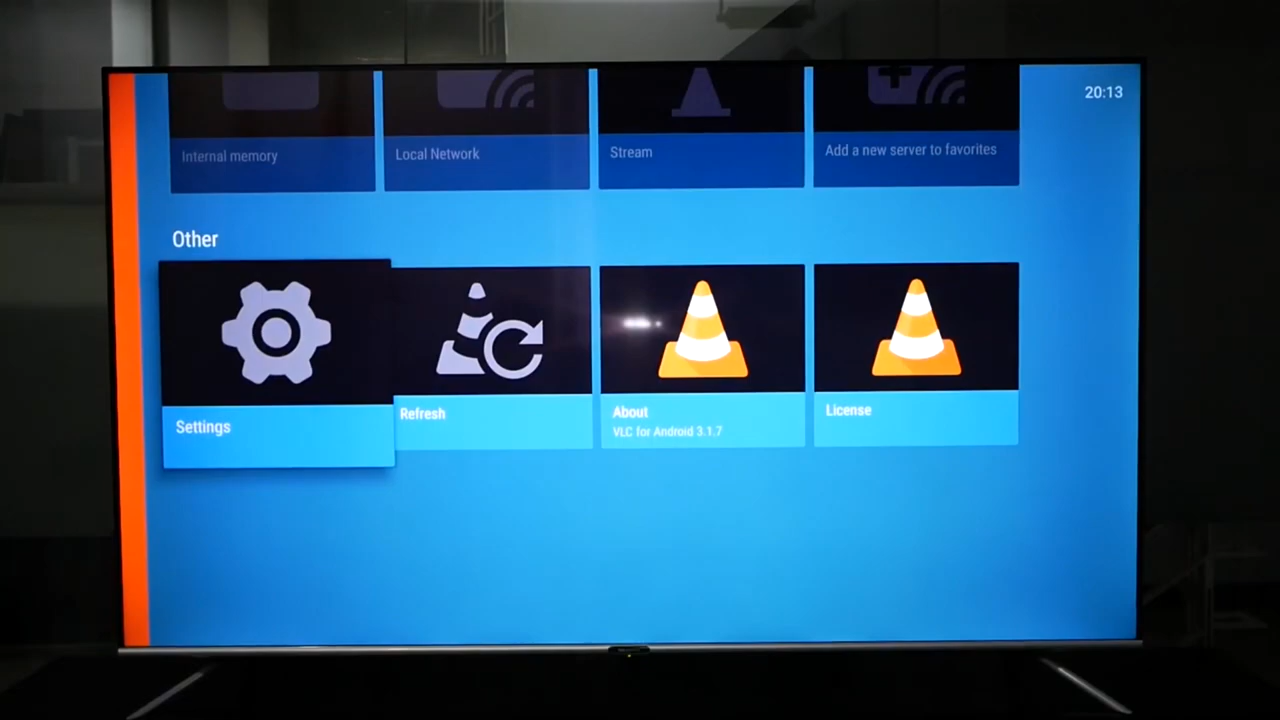 20:13
Internal memory
Local Network
Stream
Add a new server to favorites
Other
Settings
Refresh
About
VLC for Android 3.1.7
License